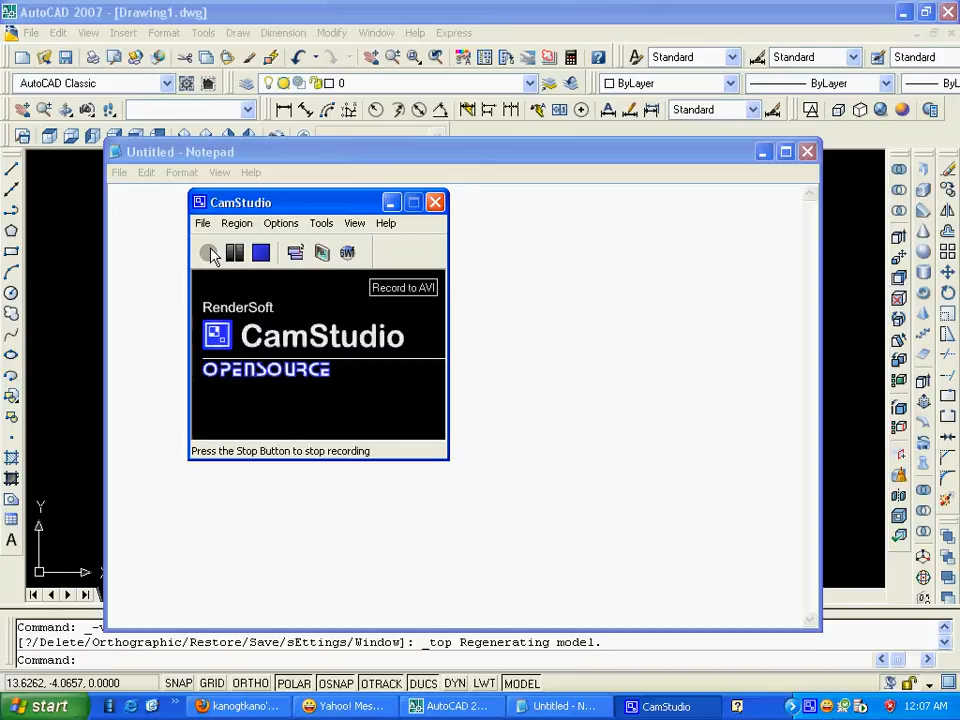 AutoCAD 2007 - [Drawing1.dwg]
File Edit View Insert Format Tools Draw Dimension Modify Window Help Express
Standard Standard Standard
AutoCAD Classic 0 ByLayer ByLayer
Standard
Untitled - Notepad
File Edit Format View Help
CamStudio
File Region Options Tools View Help
Record to AVI
RenderSoft
CamStudio
OPENSOURCE
Press the Stop Button to stop recording
Y
A
[?/Delete/Orthographic/Restore/Save/sEttings/Window]: _top Regenerating model.
Command:
13.6262, -4.0657, 0.0000 SNAP GRID ORTHO POLAR OSNAP OTRACK DUCS DYN LWT MODEL
start kanogtkano'... Yahoo! Mes... AutoCAD 2... Untitled - N... CamStudio 12:07 AM